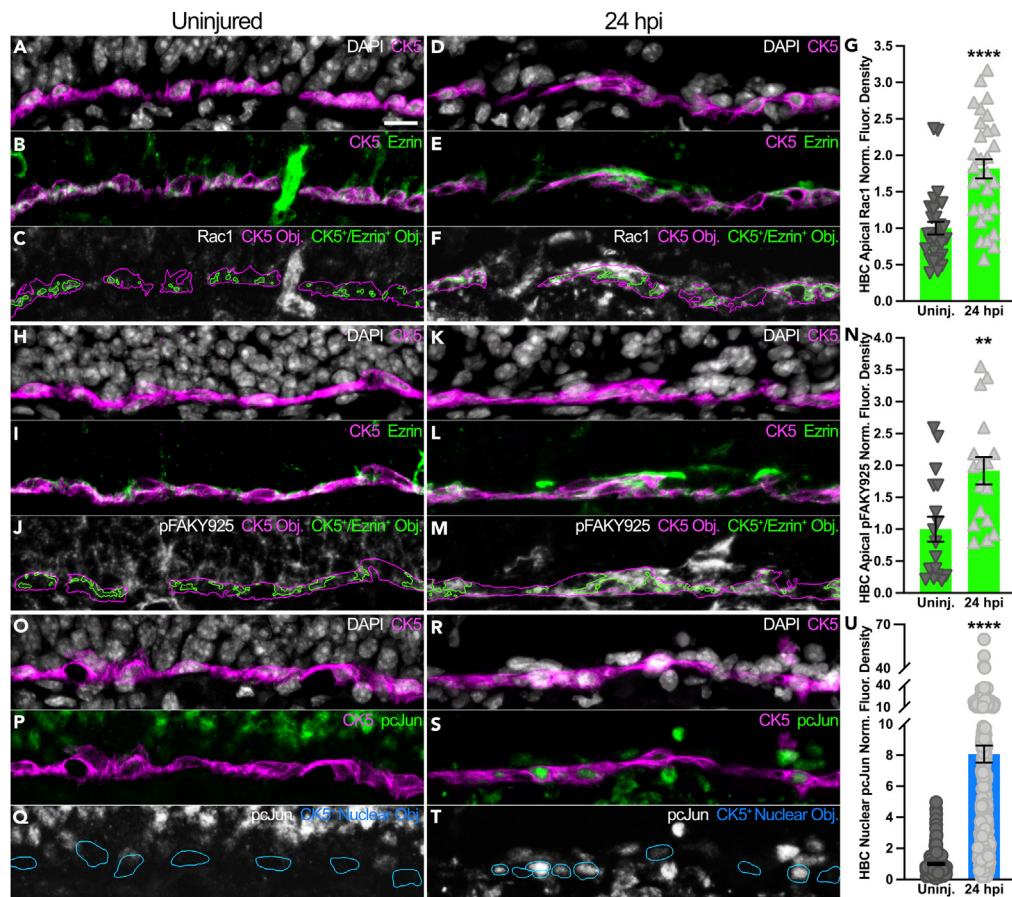 Uninjured
24 hpi
A DAPI CK5
B CK5 Ezrin
C Rac1 CK5 Obj. CK5⁺/Ezrin⁺ Obj.
D DAPI CK5
E CK5 Ezrin
F Rac1 CK5 Obj. CK5⁺/Ezrin⁺ Obj.
G
HBC Apical Rac1 Norm. Fluor. Density
3.5
3.0
2.5
2.0
1.5
1.0
0.5
0.0
****
Uninj. 24 hpi
H DAPI CK5
I CK5 Ezrin
J pFAKY925 CK5 Obj. CK5⁺/Ezrin⁺ Obj.
K DAPI CK5
L CK5 Ezrin
M pFAKY925 CK5 Obj. CK5⁺/Ezrin⁺ Obj.
N
HBC Apical pFAKY925 Norm. Fluor. Density
4.0
3.5
3.0
2.5
2.0
1.5
1.0
0.5
0.0
**
Uninj. 24 hpi
O DAPI CK5
P CK5 pcJun
Q pcJun CK5⁺ Nuclear Obj.
R DAPI CK5
S CK5 pcJun
T pcJun CK5⁺ Nuclear Obj.
U
HBC Nuclear pcJun Norm. Fluor. Density
70
40
40
10
10
8
6
4
2
0
****
Uninj. 24 hpi